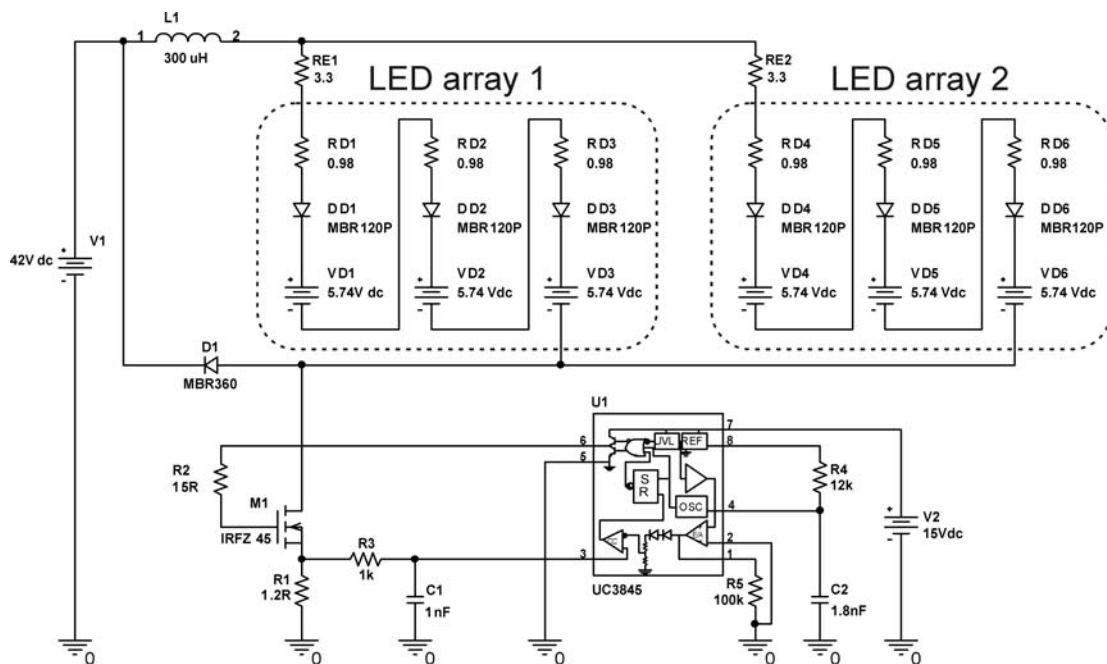 L1
1 2
300 uH
RE1
3.3
RE2
3.3
LED array 1
LED array 2
RD1
0.98
RD2
0.98
RD3
0.98
RD4
0.98
RD5
0.98
RD6
0.98
DD1
MBR120P
DD2
MBR120P
DD3
MBR120P
DD4
MBR120P
DD5
MBR120P
DD6
MBR120P
V1
42V dc
+
-
VD1
5.74V dc
+
-
VD2
5.74 Vdc
+
-
VD3
5.74 Vdc
+
-
VD4
5.74 Vdc
+
-
VD5
5.74 Vdc
+
-
VD6
5.74 Vdc
+
-
D1
MBR360
U1
6
5
3
7
8
4
2
1
REF
S
R
OSC
UC3845
R2
15R
M1
IRFZ 45
R3
1k
R1
1.2R
C1
1nF
R5
100k
R4
12k
C2
1.8nF
V2
15Vdc
+
-
0
0
0
0
0
0
0